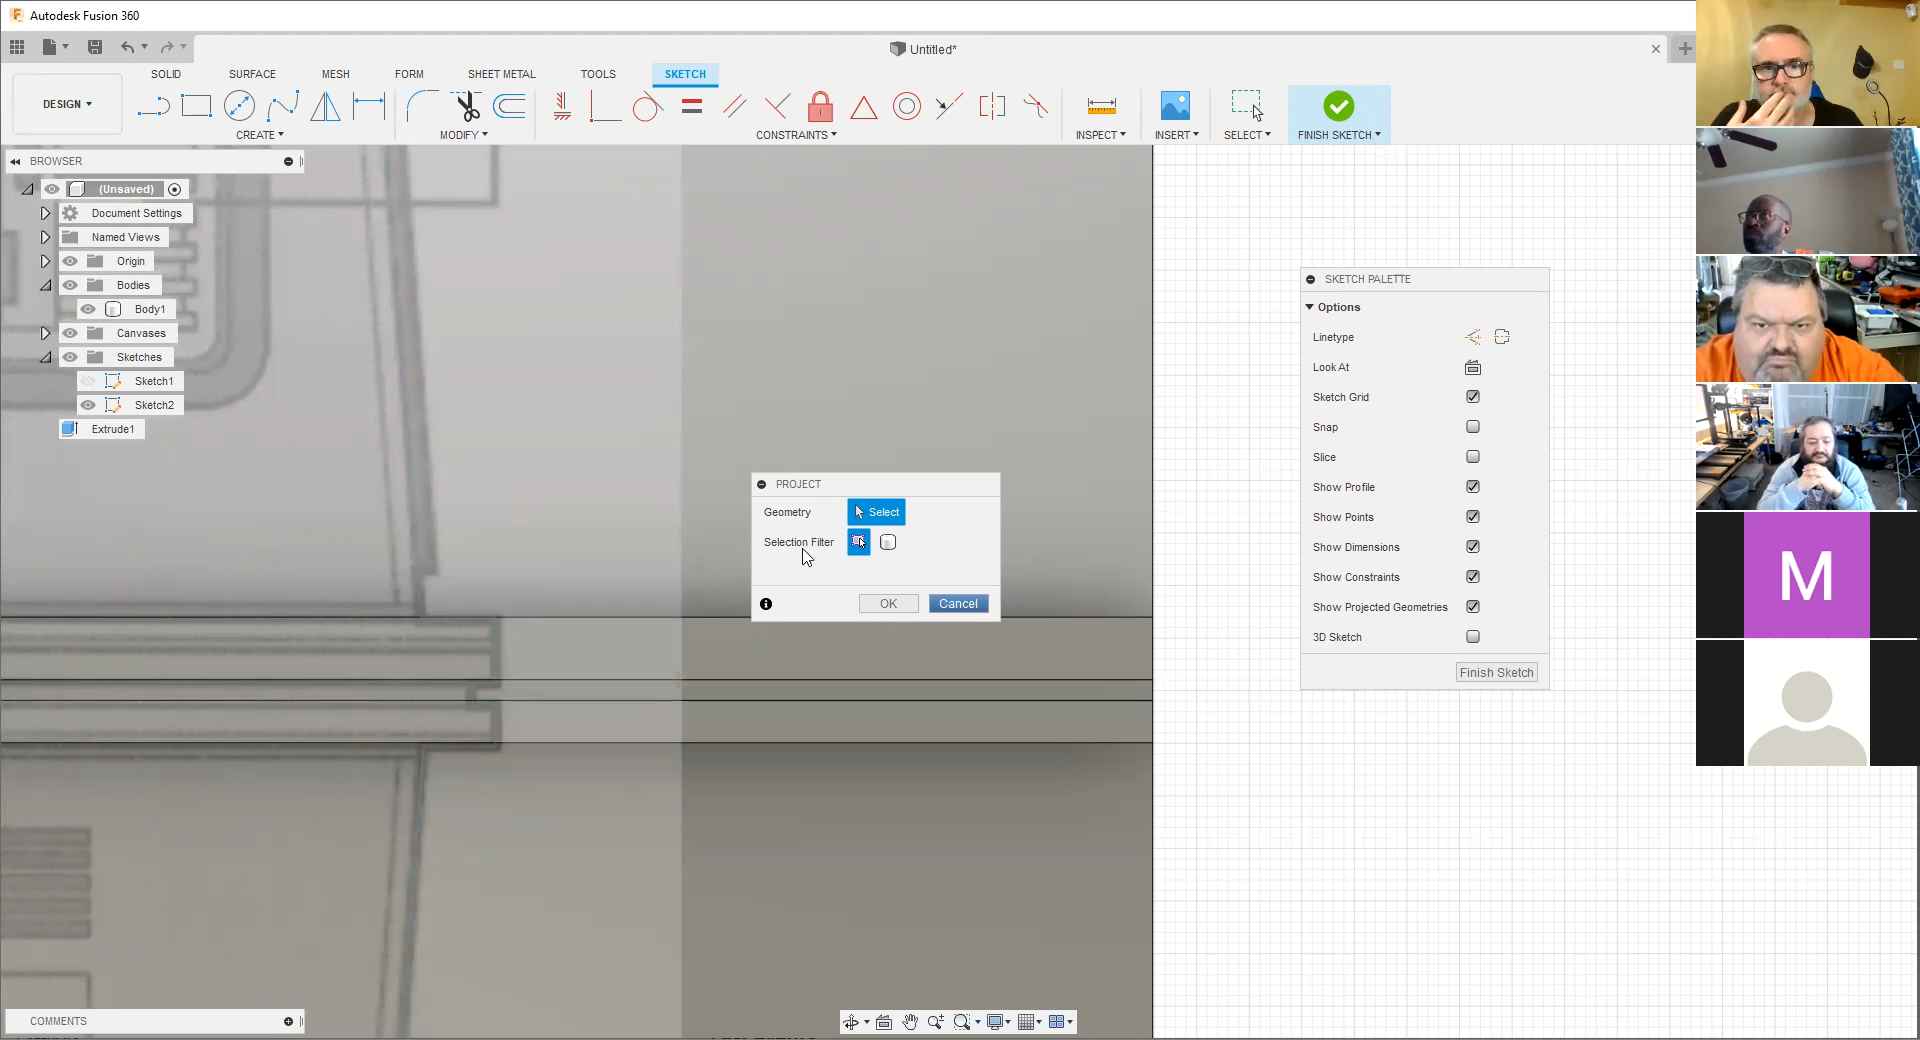 Autodesk Fusion 360
Untitled*
SOLID SURFACE MESH FORM SHEET METAL TOOLS SKETCH
DESIGN
CREATE MODIFY CONSTRAINTS INSPECT INSERT SELECT FINISH SKETCH
BROWSER
(Unsaved)
Document Settings
Named Views
Origin
Bodies
Body1
Canvases
Sketches
Sketch1
Sketch2
Extrude1
PROJECT
Geometry Select
Selection Filter
OK Cancel
SKETCH PALETTE
Options
Linetype
Look At
Sketch Grid
Snap
Slice
Show Profile
Show Points
Show Dimensions
Show Constraints
Show Projected Geometries
3D Sketch
Finish Sketch
M
COMMENTS